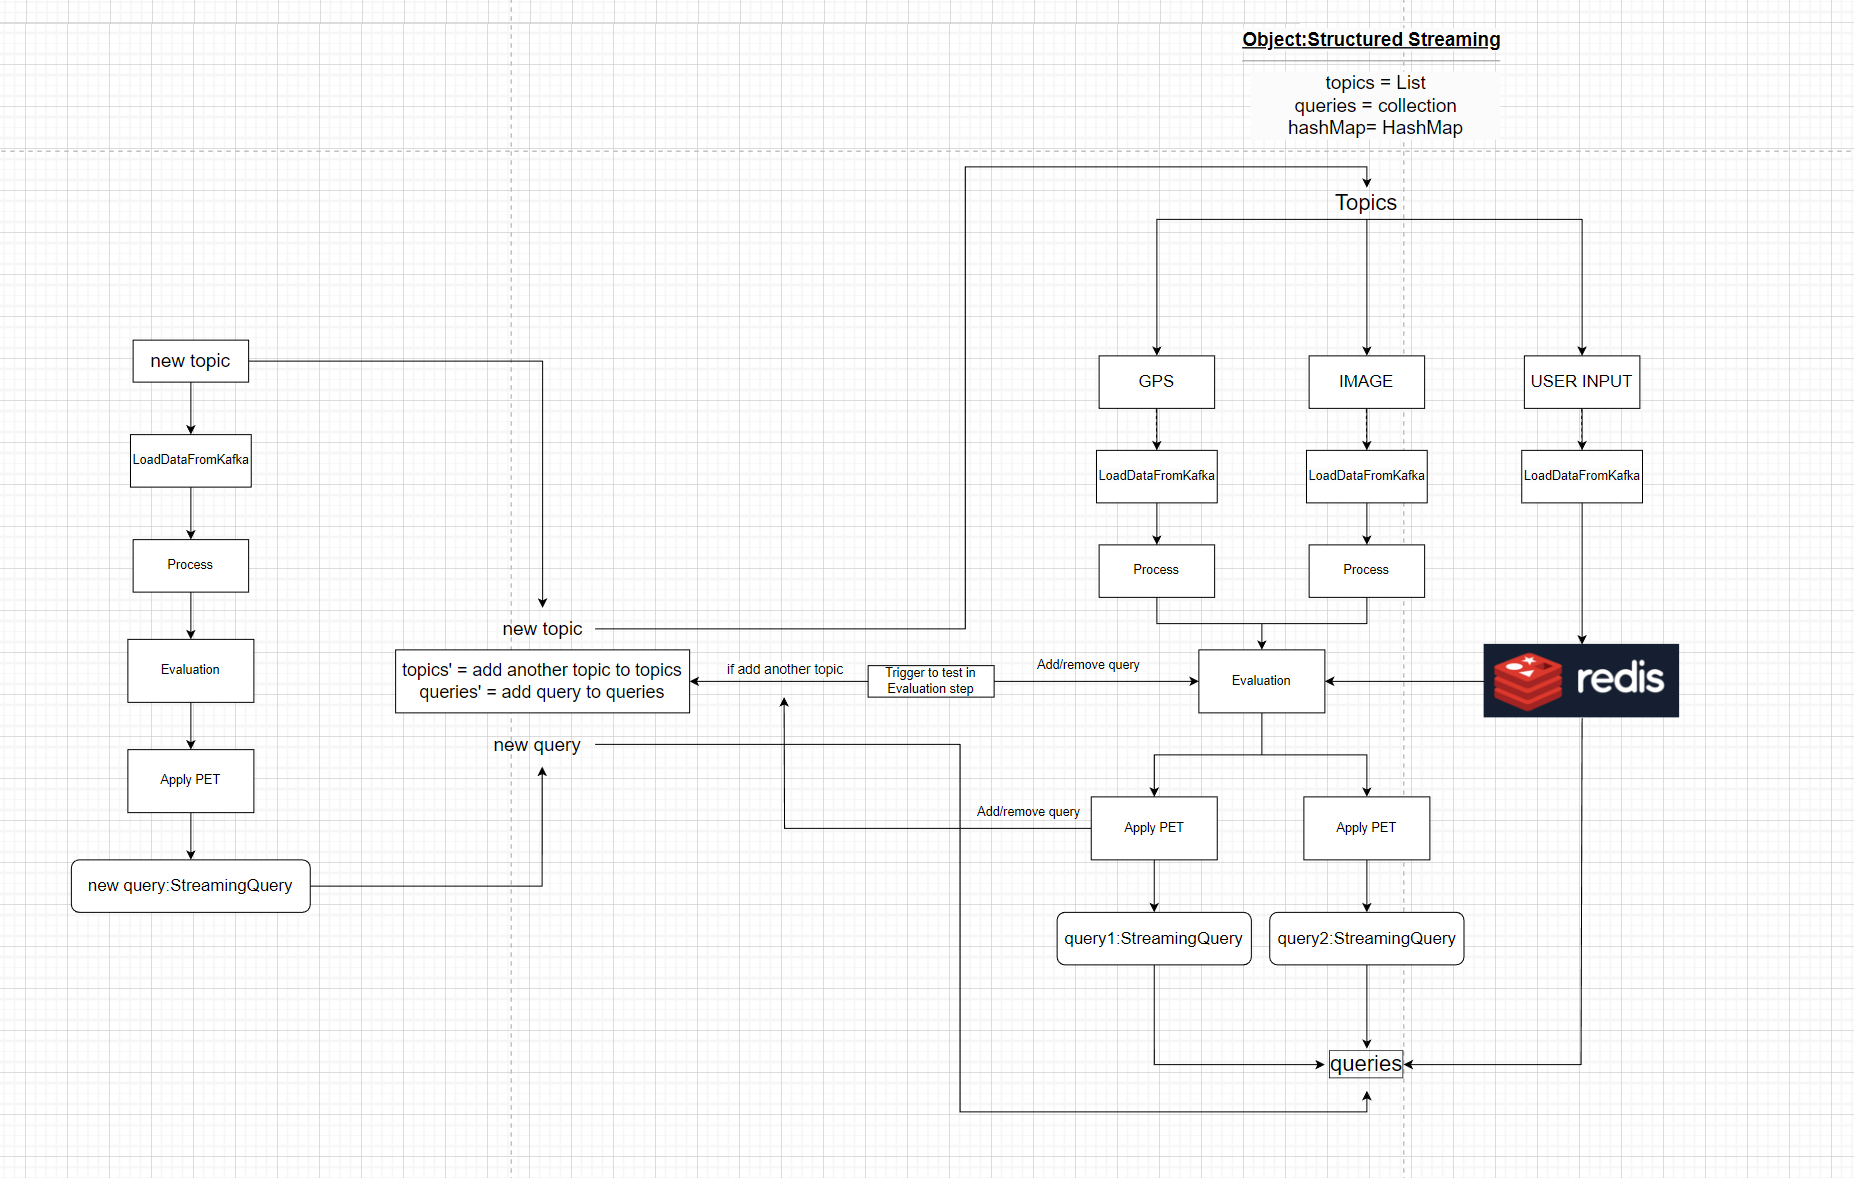 Object:Structured Streaming
topics = List
queries = collection
hashMap= HashMap
Topics
new topic
GPS
IMAGE
USER INPUT
LoadDataFromKafka
LoadDataFromKafka
LoadDataFromKafka
LoadDataFromKafka
Process
Process
Process
new topic
Evaluation
topics' = add another topic to topics
queries' = add query to queries
if add another topic
Trigger to test in
Evaluation step
Add/remove query
Evaluation
redis
new query
Apply PET
Add/remove query
Apply PET
Apply PET
new query:StreamingQuery
query1:StreamingQuery
query2:StreamingQuery
queries